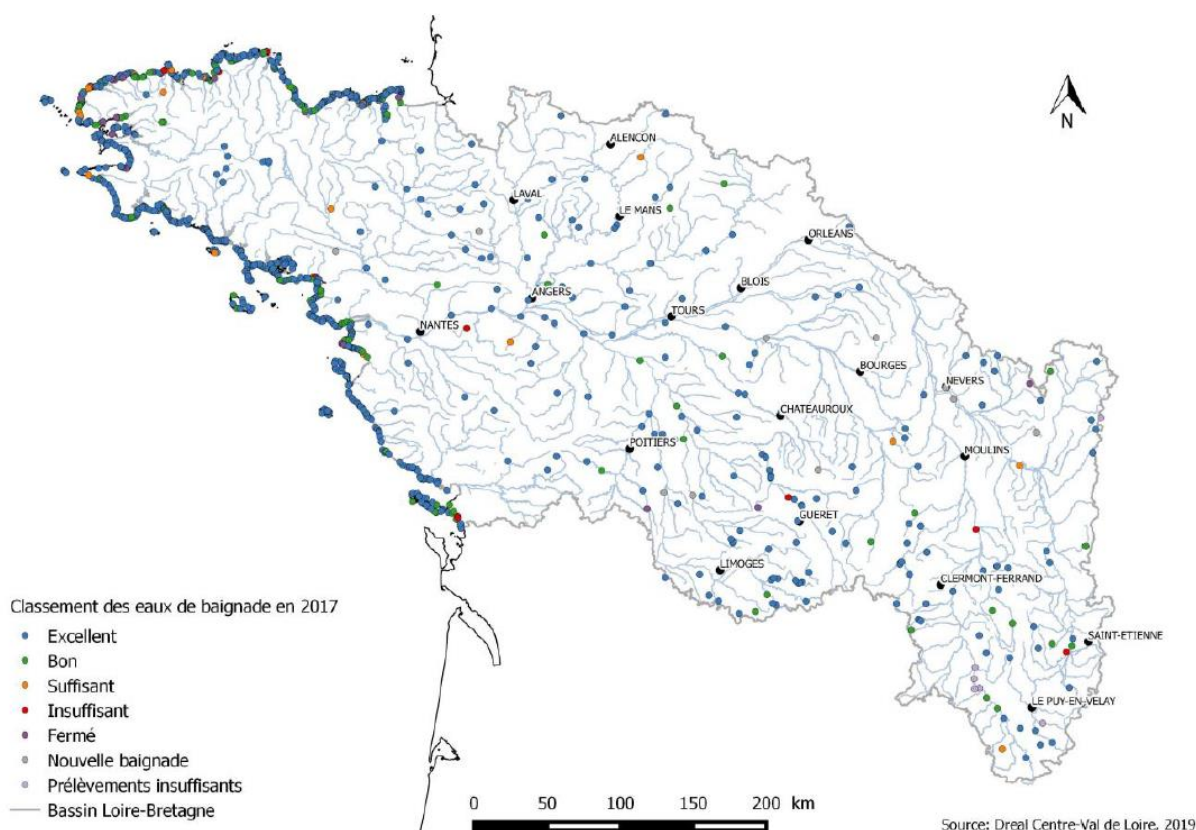 N
ALENCON
LAVAL
LE MANS
ORLEANS
BLOIS
ANGERS
TOURS
NANTES
BOURGES
NEVERS
CHATEAUROUX
POITIERS
MOULINS
GUERET
LIMOGES
CLERMONT-FERRAND
SAINT-ETIENNE
LE PUY-EN-VELAY
Classement des eaux de baignade en 2017
Excellent
Bon
Suffisant
Insuffisant
Fermé
Nouvelle baignade
Prélèvements insuffisants
Bassin Loire-Bretagne
0 50 100 150 200 km
Source: Dreal Centre-Val de Loire, 2019